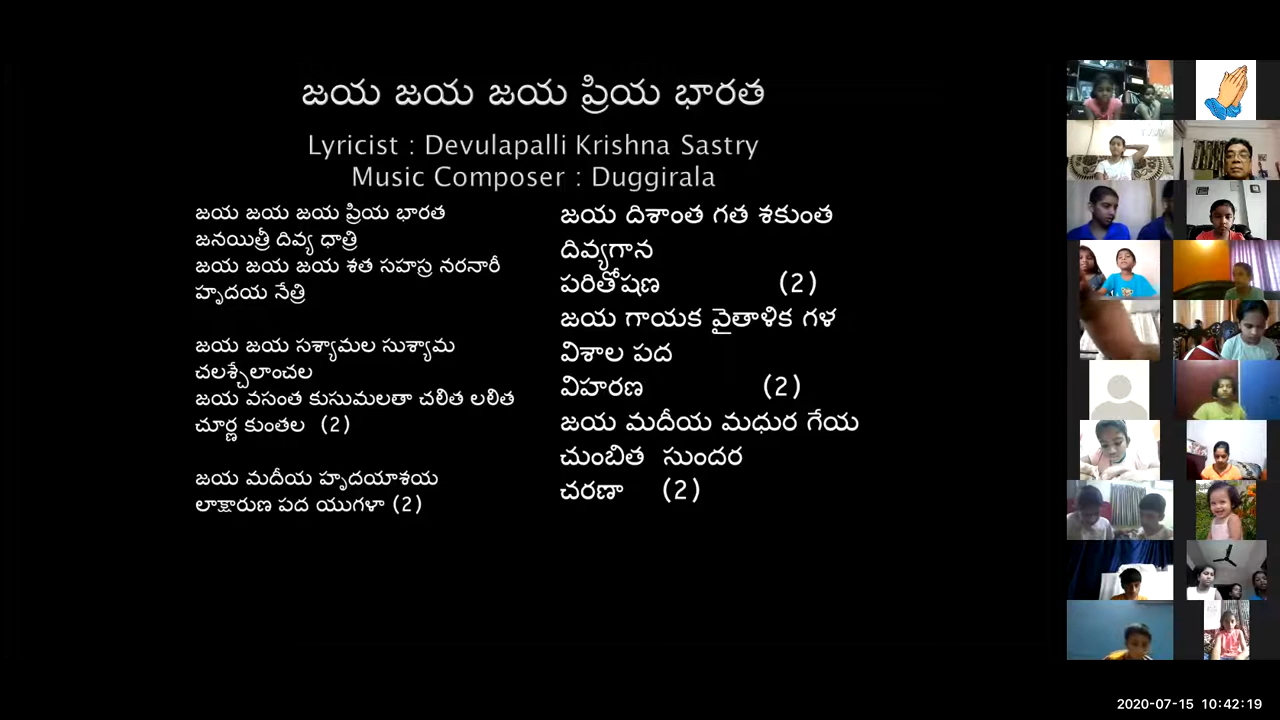 జయ జయ జయ ప్రియ భారత
Lyricist : Devulapalli Krishna Sastry
Music Composer : Duggirala
జయ జయ జయ ప్రియ భారత
జనయిత్రీ దివ్య ధాత్రి
జయ జయ జయ శత సహస్ర నరనారీ
హృదయ నేత్రి
జయ జయ సశ్యామల సుశ్యామ
చలశ్చేలాంచల
జయ వసంత కుసుమలతా చలిత లలిత
చూర్ణ కుంతల (2)
జయ మదీయ హృదయాశయ
లాక్షారుణ పద యుగళా (2)
జయ దిశాంత గత శకుంత
దివ్యగాన
పరితోషణ (2)
జయ గాయక వైతాళిక గళ
విశాల పద
విహరణ (2)
జయ మదీయ మధుర గేయ
చుంబిత సుందర
చరణా (2)
2020-07-15 10:42:19